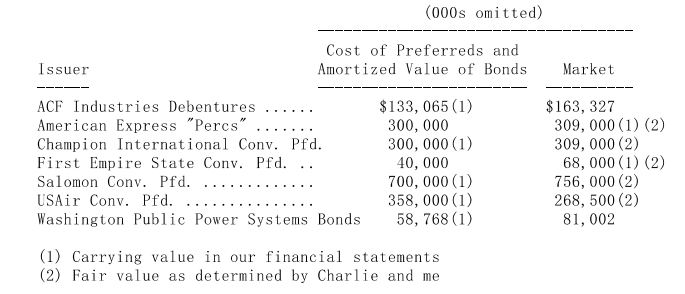 (000s omitted)
Cost of Preferreds and
Issuer Amortized Value of Bonds Market
ACF Industries Debentures ...... $133,065(1) $163,327
American Express "Percs" ....... 300,000 309,000(1)(2)
Champion International Conv. Pfd. 300,000(1) 309,000(2)
First Empire State Conv. Pfd. .. 40,000 68,000(1)(2)
Salomon Conv. Pfd. ............. 700,000(1) 756,000(2)
USAir Conv. Pfd. ............... 358,000(1) 268,500(2)
Washington Public Power Systems Bonds 58,768(1) 81,002
(1) Carrying value in our financial statements
(2) Fair value as determined by Charlie and me